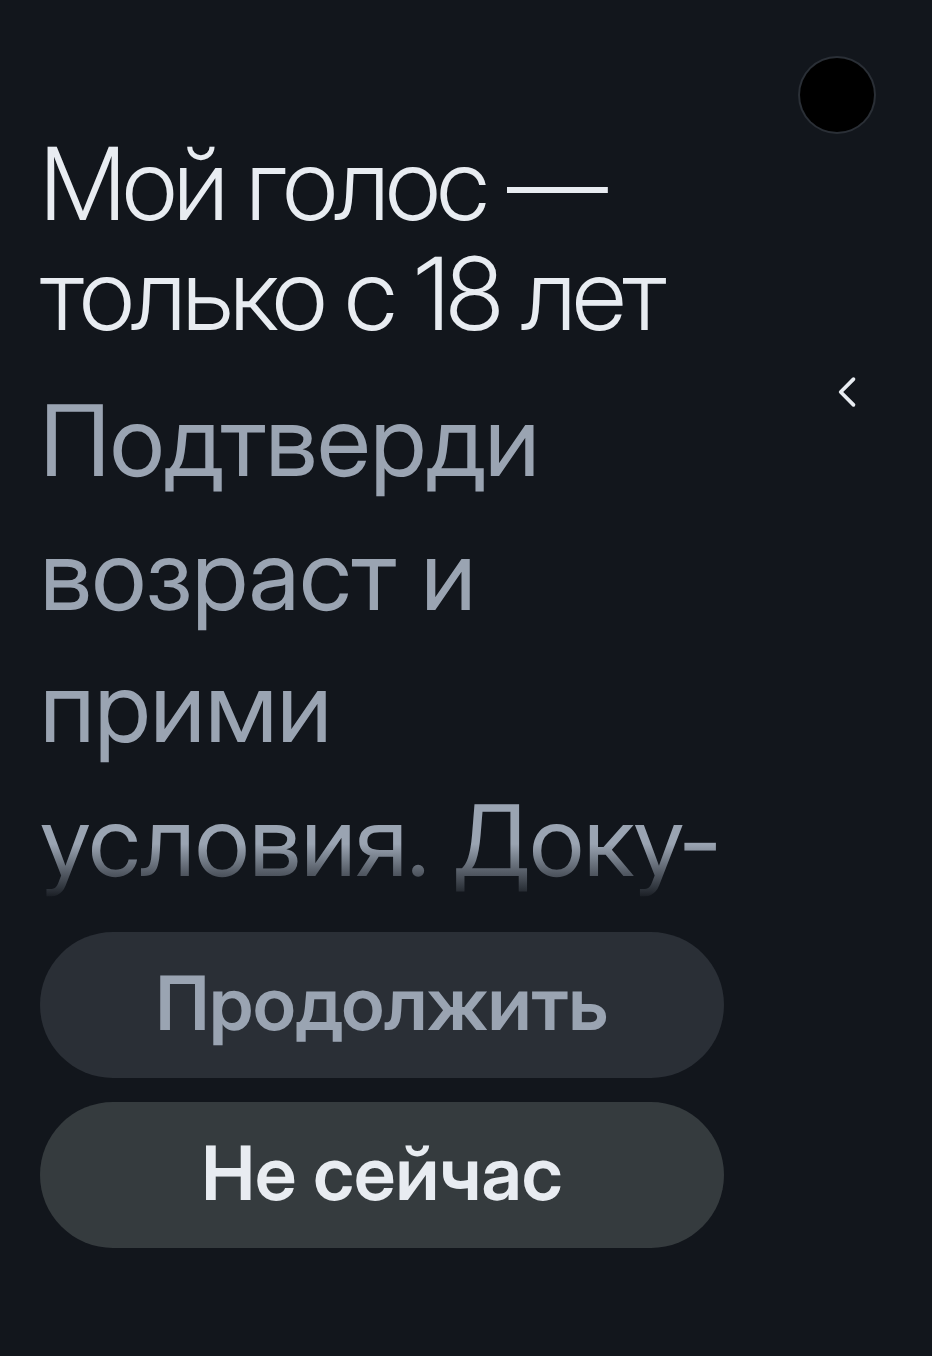 Мой голос —
только с 18 лет
Подтверди
возраст и
прими
условия. Доку-
Продолжить
Не сейчас